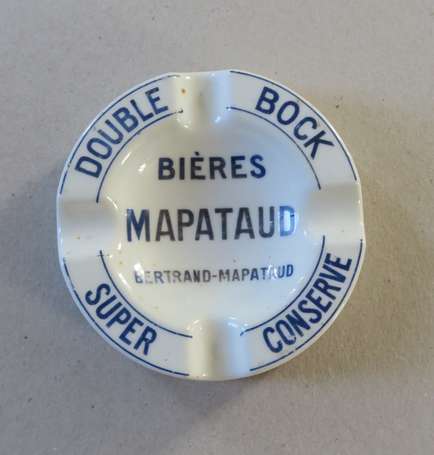 DOUBLE BOCK
BIÈRES
MAPATAUD
BERTRAND-MAPATAUD
SUPER CONSERVE